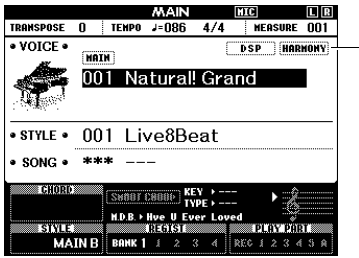 MAIN MIC L R
TRANSPOSE 0 TEMPO ♩=086 4/4 MEASURE 001
• VOICE • DSP HARMONY
MAIN
001 Natural! Grand
• STYLE • 001 Live8Beat
• SONG • *** ---
CHORD SMART CHORD KEY ▸ ---
TYPE ▸ ---
M.D.B. ▸ Hve U Ever Loved
STYLE REGIST PLAY PART
MAIN B BANK 1 1 2 3 4 REC 1 2 3 4 5 A